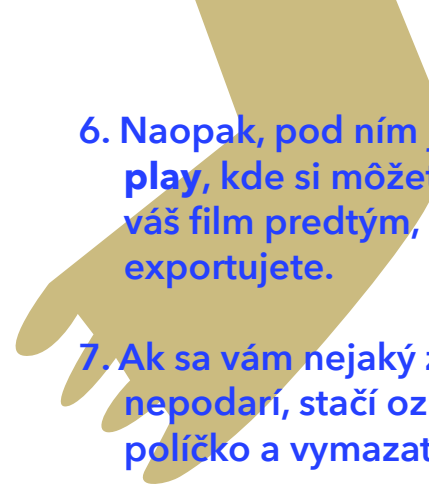 6. Naopak, pod ním
play, kde si môžet
váš film predtým,
exportujete.
7. Ak sa vám nejaký
nepodarí, stačí oz
políčko a vymazať